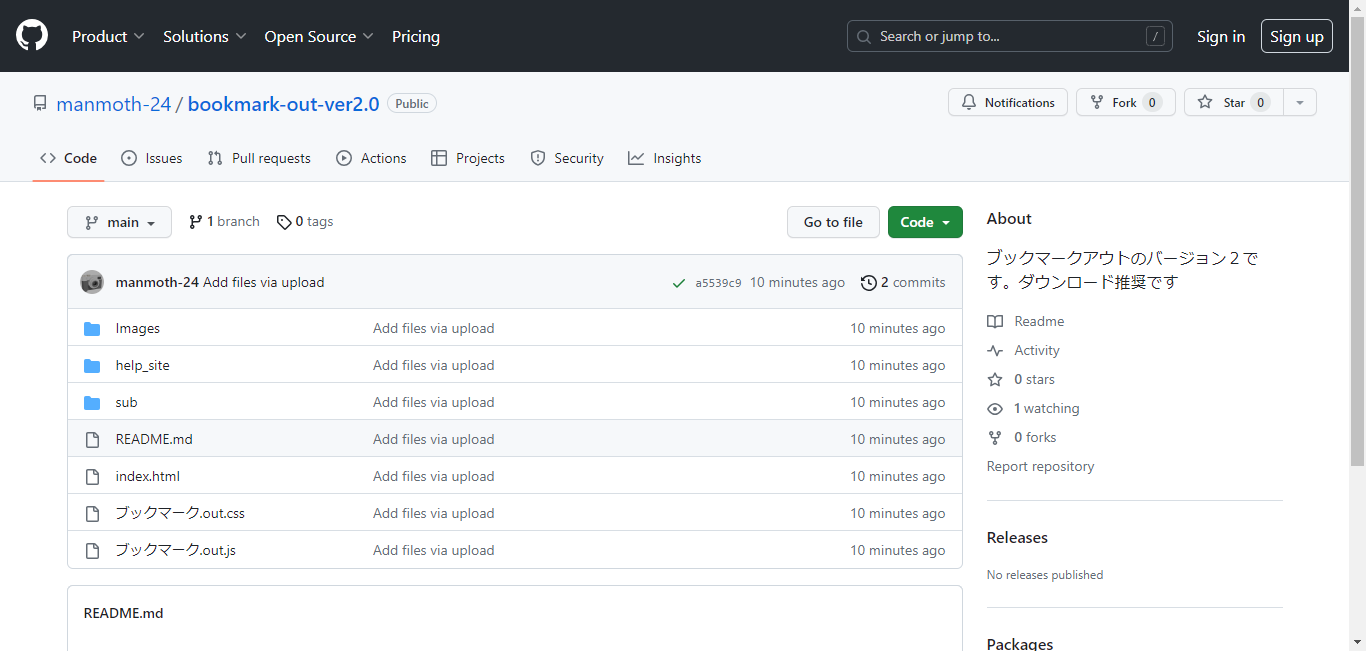 Product Solutions Open Source Pricing Search or jump to... / Sign in Sign up
manmoth-24 / bookmark-out-ver2.0 Public Notifications Fork 0 Star 0
Code Issues Pull requests Actions Projects Security Insights
main 1 branch 0 tags Go to file Code
manmoth-24 Add files via upload a5539c9 10 minutes ago 2 commits
Images Add files via upload 10 minutes ago
help_site Add files via upload 10 minutes ago
sub Add files via upload 10 minutes ago
README.md Add files via upload 10 minutes ago
index.html Add files via upload 10 minutes ago
ブックマーク.out.css Add files via upload 10 minutes ago
ブックマーク.out.js Add files via upload 10 minutes ago
README.md
About
ブックマークアウトのバージョン２で
す。ダウンロード推奨です
Readme
Activity
0 stars
1 watching
0 forks
Report repository
Releases
No releases published
Packages